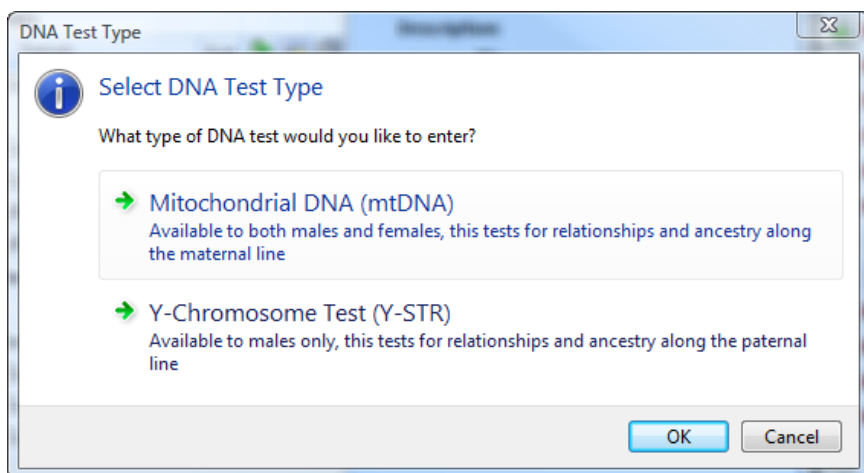 DNA Test Type
Description
Select DNA Test Type
What type of DNA test would you like to enter?
Mitochondrial DNA (mtDNA)
Available to both males and females, this tests for relationships and ancestry along
the maternal line
Y-Chromosome Test (Y-STR)
Available to males only, this tests for relationships and ancestry along the paternal
line
OK
Cancel